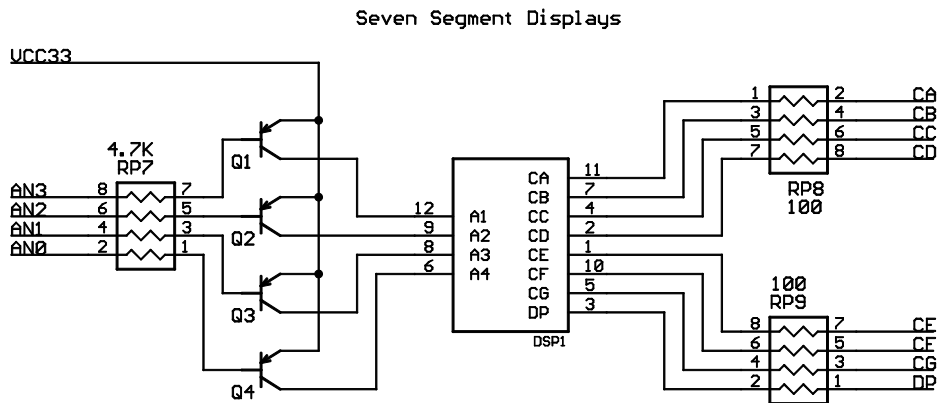 Seven Segment Displays
VCC33
4.7K
RP7
AN3 8 7
AN2 6 5
AN1 4 3
AN0 2 1
Q1
Q2
Q3
Q4
12 A1
9 A2
8 A3
6 A4
CA 11
CB 7
CC 4
CD 2
CE 1
CF 10
CG 5
DP 3
DSP1
1 2 CA
3 4 CB
5 6 CC
7 8 CD
RP8
100
100
RP9
8 7 CE
6 5 CF
4 3 CG
2 1 DP